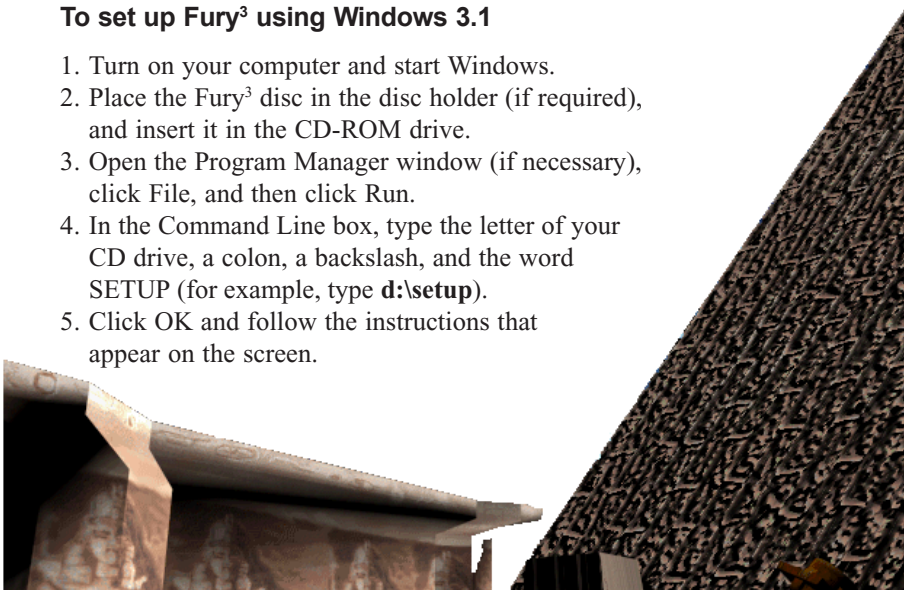 To set up Fury³ using Windows 3.1
1. Turn on your computer and start Windows.
2. Place the Fury³ disc in the disc holder (if required),
and insert it in the CD-ROM drive.
3. Open the Program Manager window (if necessary),
click File, and then click Run.
4. In the Command Line box, type the letter of your
CD drive, a colon, a backslash, and the word
SETUP (for example, type d:\setup).
5. Click OK and follow the instructions that
appear on the screen.